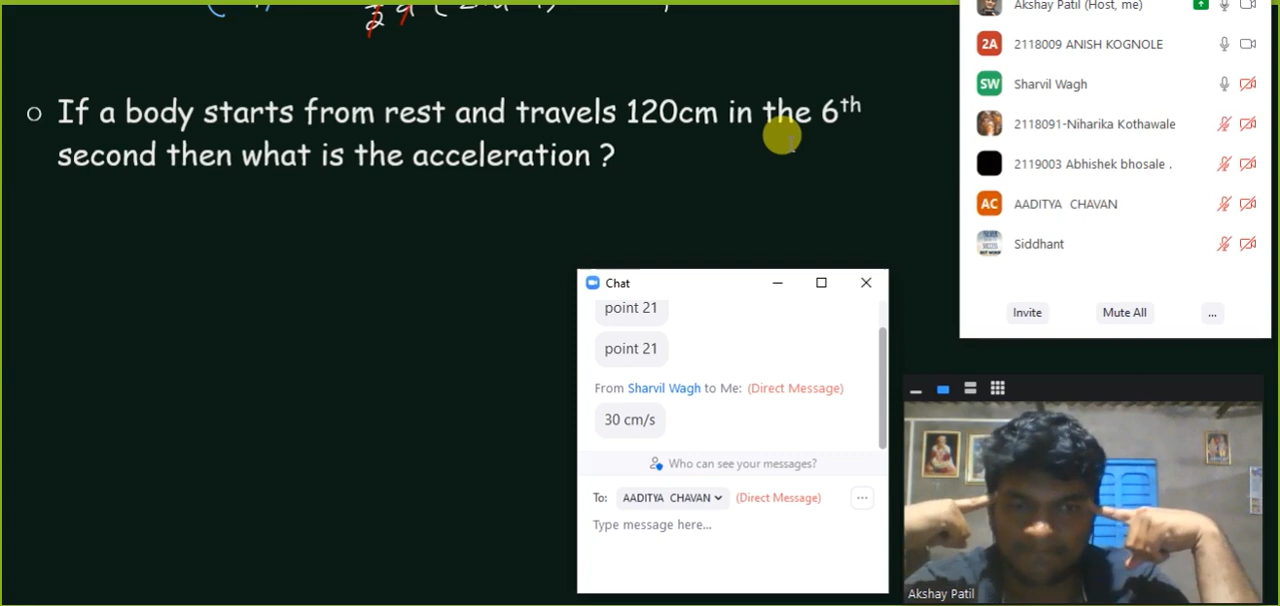 Akshay Patil (Host, me)
2A 2118009 ANISH KOGNOLE
SW Sharvil Wagh
2118091-Niharika Kothawale
2119003 Abhishek bhosale .
AC AADITYA CHAVAN
Siddhant
Invite Mute All ...
○ If a body starts from rest and travels 120cm in the 6th
second then what is the acceleration ?
Chat
point 21
point 21
From Sharvil Wagh to Me: (Direct Message)
30 cm/s
Who can see your messages?
To: AADITYA CHAVAN (Direct Message)
Type message here...
Akshay Patil